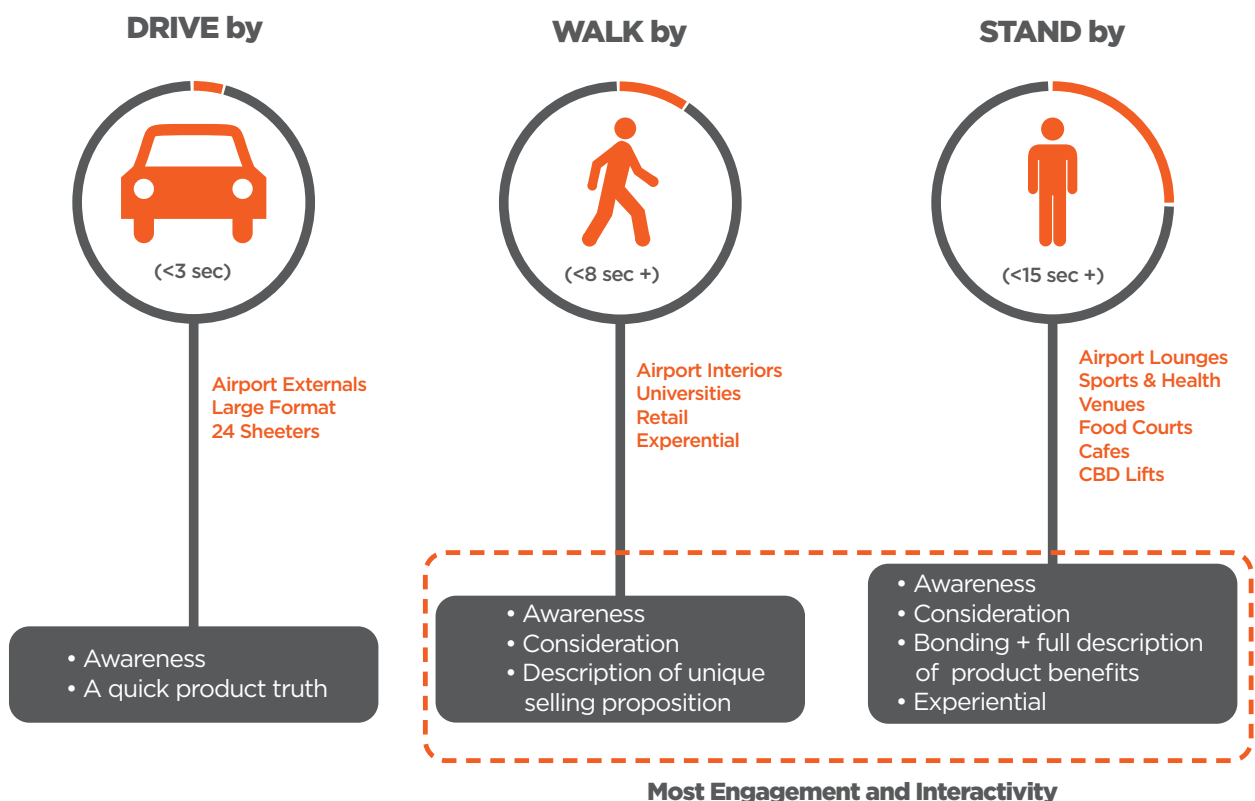 DRIVE by
(<3 sec)
Airport Externals
Large Format
24 Sheeters
• Awareness
• A quick product truth
WALK by
(<8 sec +)
Airport Interiors
Universities
Retail
Experential
• Awareness
• Consideration
• Description of unique
selling proposition
STAND by
(<15 sec +)
Airport Lounges
Sports & Health
Venues
Food Courts
Cafes
CBD Lifts
• Awareness
• Consideration
• Bonding + full description
of product benefits
• Experiential
Most Engagement and Interactivity